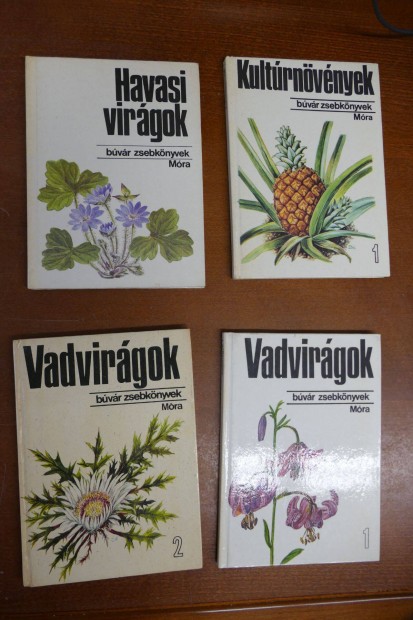 Havasi
virágok
búvár zsebkönyvek
Móra
Kultúrnövények
búvár zsebkönyvek
Móra
1
Vadvirágok
búvár zsebkönyvek
Móra
2
Vadvirágok
búvár zsebkönyvek
Móra
1